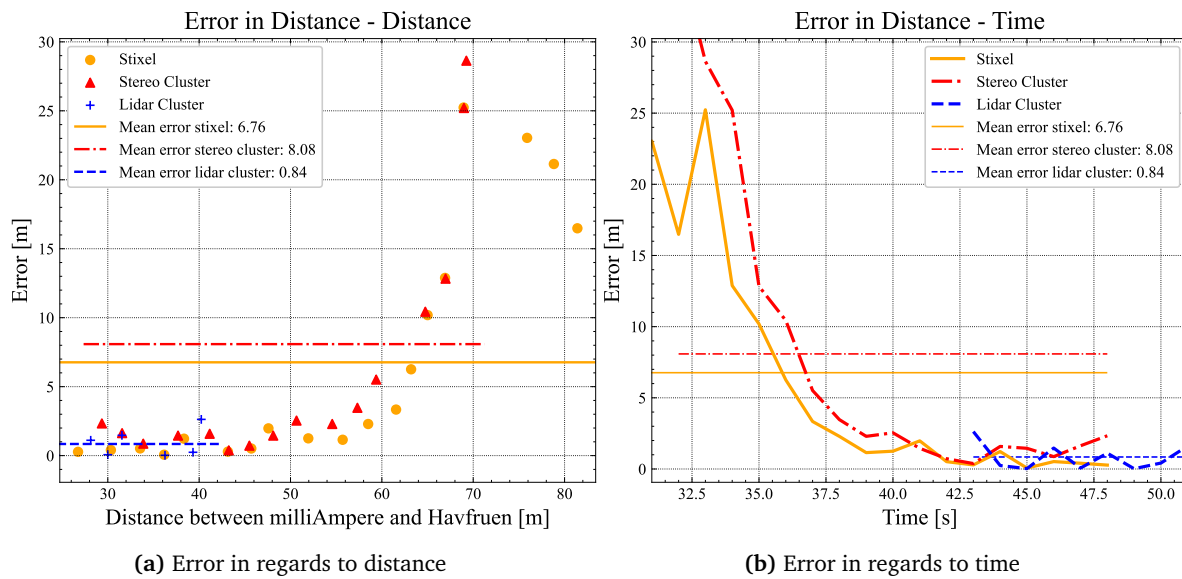 Error in Distance - Distance
30
25
20
15
10
5
0
Error [m]
Stixel
Stereo Cluster
Lidar Cluster
Mean error stixel: 6.76
Mean error stereo cluster: 8.08
Mean error lidar cluster: 0.84
30
40
50
60
70
80
Distance between milliAmpere and Havfruen [m]
(a) Error in regards to distance
Error in Distance - Time
30
25
20
15
10
5
0
Error [m]
Stixel
Stereo Cluster
Lidar Cluster
Mean error stixel: 6.76
Mean error stereo cluster: 8.08
Mean error lidar cluster: 0.84
32.5
35.0
37.5
40.0
42.5
45.0
47.5
50.0
Time [s]
(b) Error in regards to time